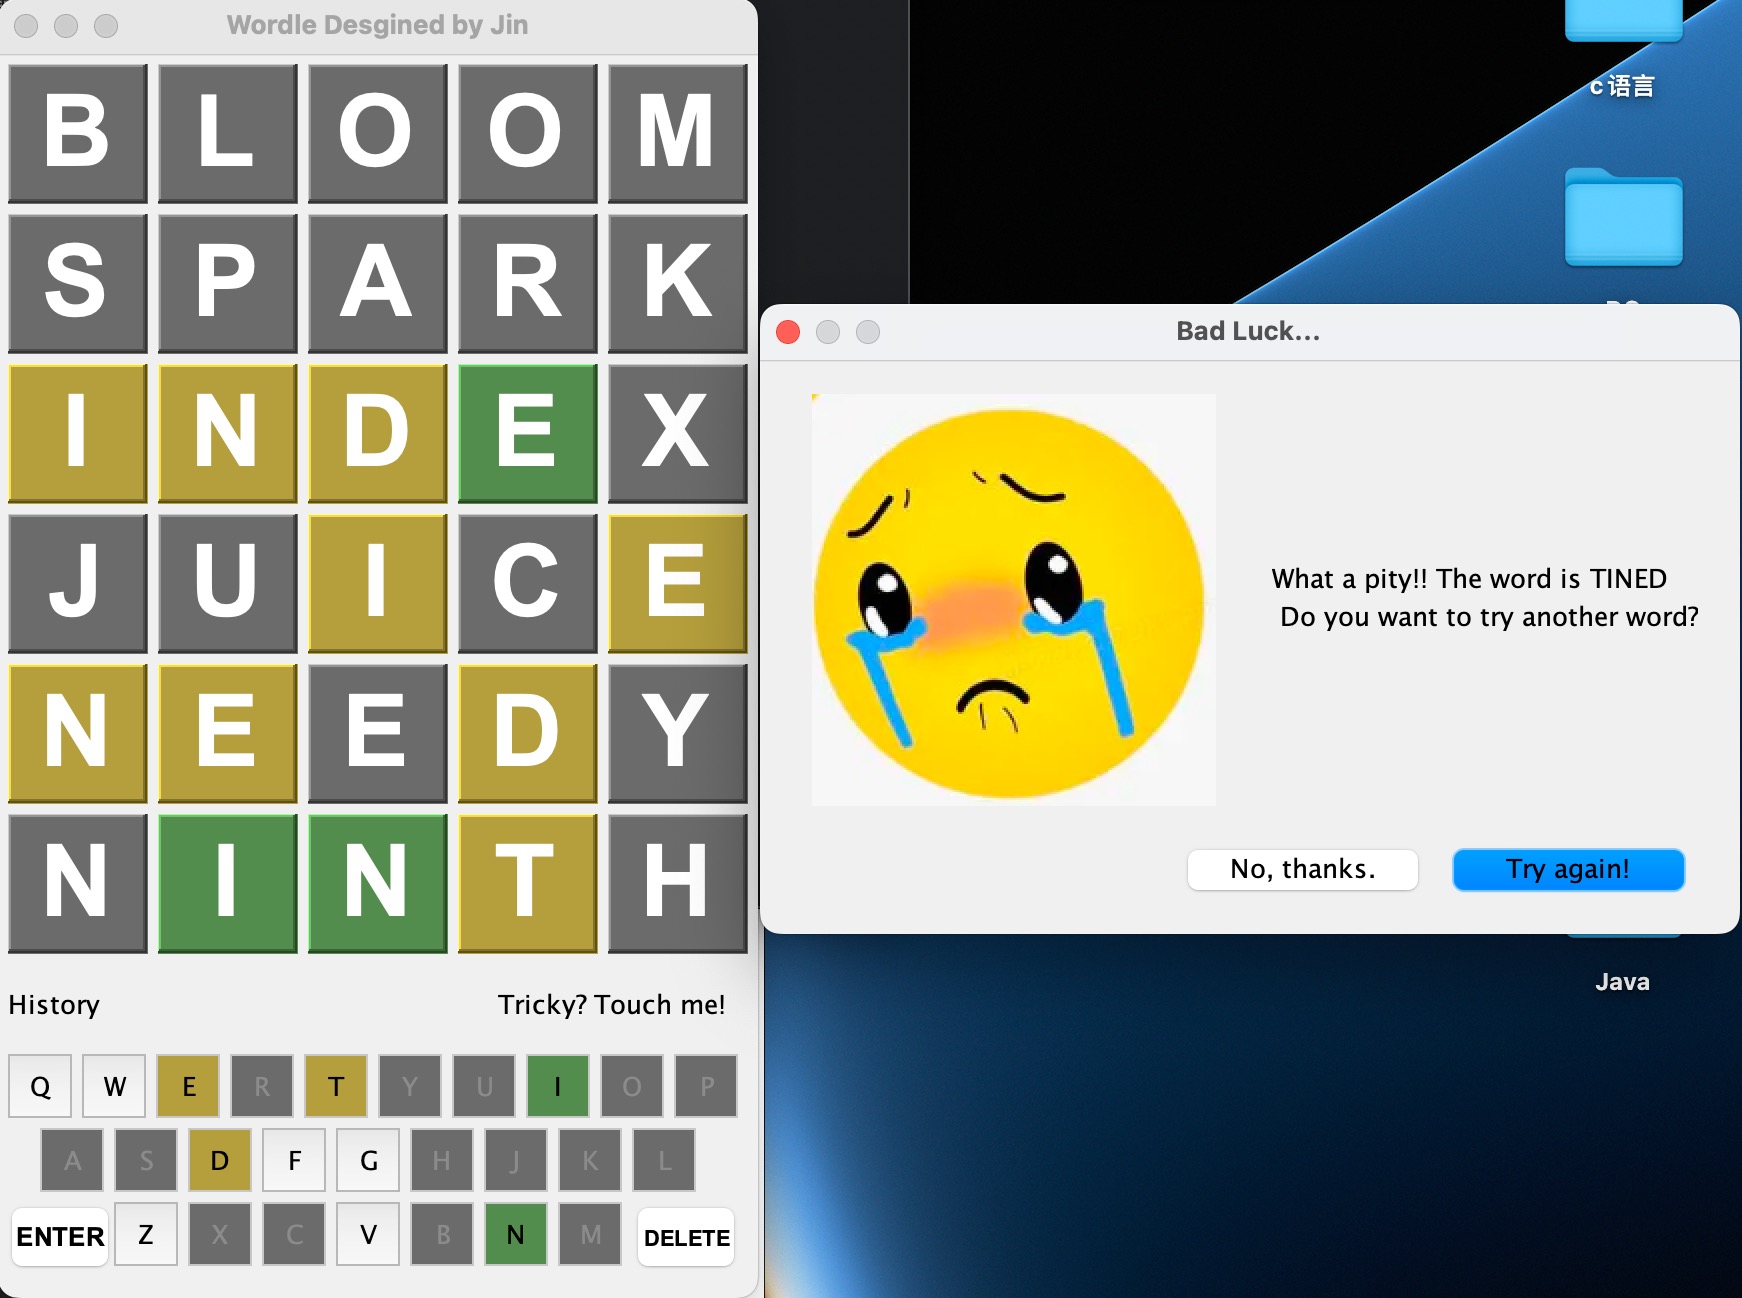 Wordle Desgined by Jin
B L O O M
S P A R K
I N D E X
J U I C E
N E E D Y
N I N T H
History
Tricky? Touch me!
Q W E R T Y U I O P
A S D F G H J K L
ENTER Z X C V B N M DELETE
Bad Luck...
What a pity!! The word is TINED
Do you want to try another word?
No, thanks.
Try again!
c语言
Java